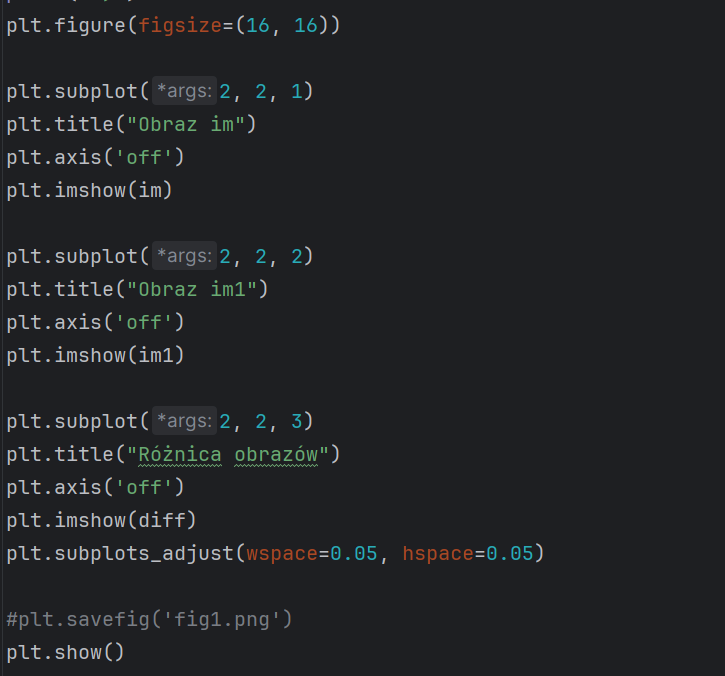 plt.figure(figsize=(16, 16))
plt.subplot(*args: 2, 2, 1)
plt.title("Obraz im")
plt.axis('off')
plt.imshow(im)
plt.subplot(*args: 2, 2, 2)
plt.title("Obraz im1")
plt.axis('off')
plt.imshow(im1)
plt.subplot(*args: 2, 2, 3)
plt.title("Różnica obrazów")
plt.axis('off')
plt.imshow(diff)
plt.subplots_adjust(wspace=0.05, hspace=0.05)
#plt.savefig('fig1.png')
plt.show()